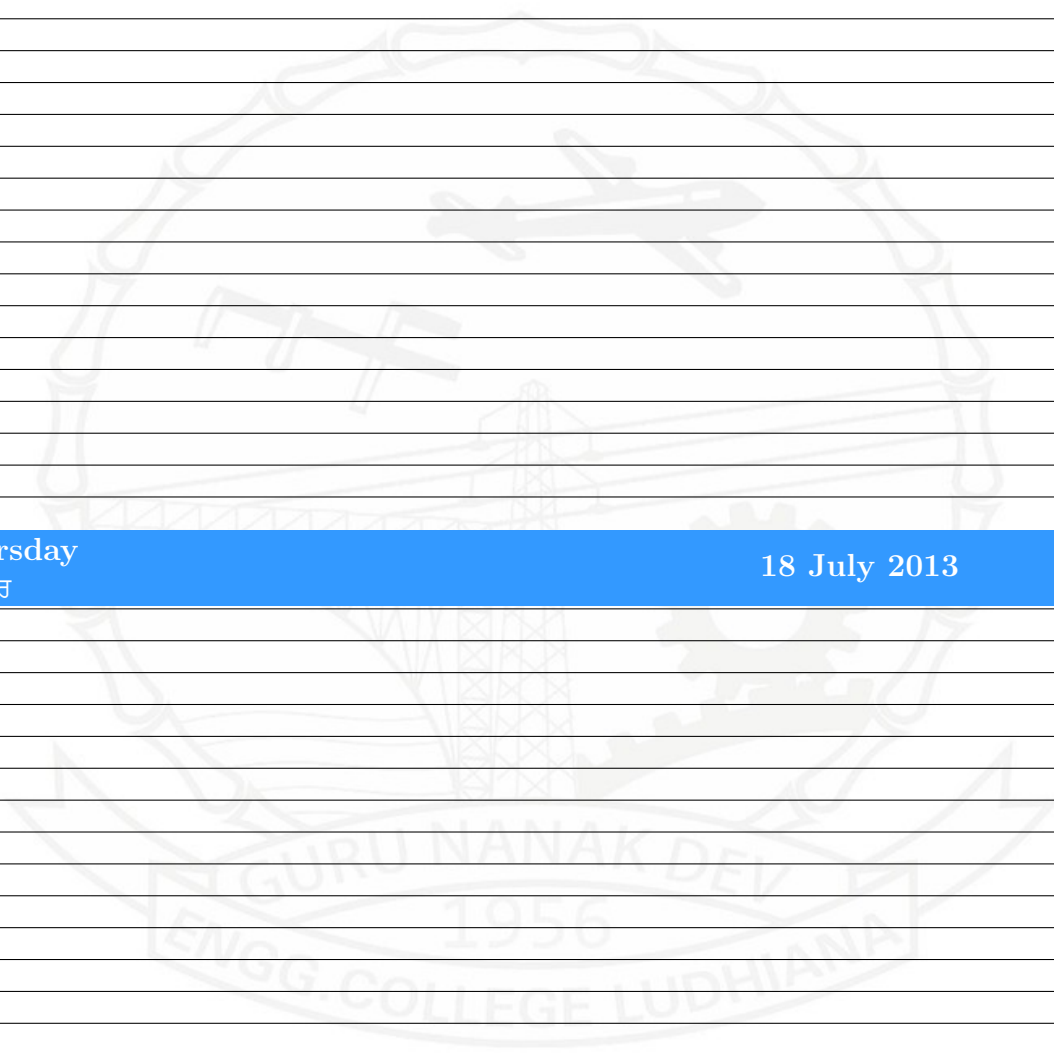 rsday
18 July 2013
ਰ
GURU NANAK DEV
1956
ENGG.COLLEGE LUDHIANA